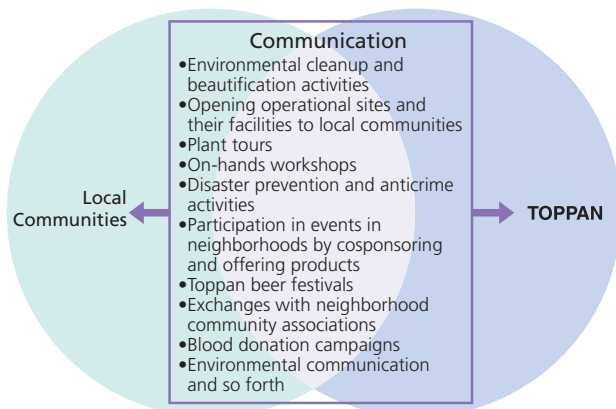 Communication
•Environmental cleanup and
beautification activities
•Opening operational sites and
their facilities to local communities
•Plant tours
•On-hands workshops
•Disaster prevention and anticrime
activities
•Participation in events in
neighborhoods by cosponsoring
and offering products
•Toppan beer festivals
•Exchanges with neighborhood
community associations
•Blood donation campaigns
•Environmental communication
and so forth
Local
Communities
TOPPAN